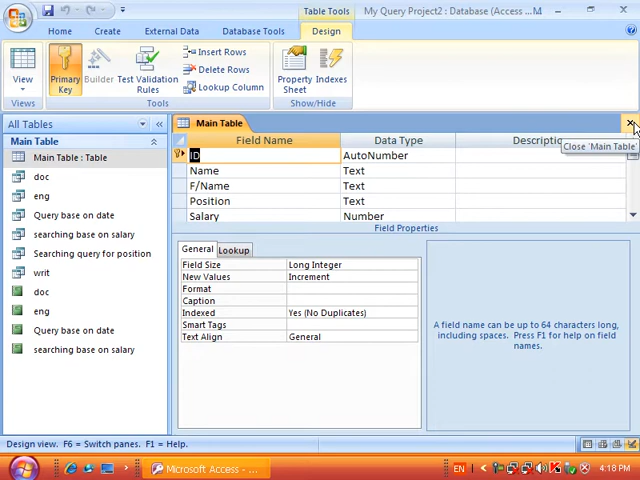 Table Tools
My Query Project2 : Database (Access ...
Home
Create
External Data
Database Tools
Design
View
Primary Key
Builder
Test Validation Rules
Insert Rows
Delete Rows
Lookup Column
Property Sheet
Indexes
Views
Tools
Show/Hide
All Tables
Main Table
Main Table : Table
doc
eng
Query base on date
searching base on salary
Searching query for position
writ
doc
eng
Query base on date
searching base on salary
Main Table
Close 'Main Table'
Field Name
Data Type
Descriptio
ID
AutoNumber
Name
Text
F/Name
Text
Position
Text
Salary
Number
Field Properties
General
Lookup
Field Size
Long Integer
New Values
Increment
Format
Caption
Indexed
Yes (No Duplicates)
Smart Tags
Text Align
General
A field name can be up to 64 characters long,
including spaces. Press F1 for help on field
names.
Design view. F6 = Switch panes. F1 = Help.
Microsoft Access - ...
EN
4:18 PM